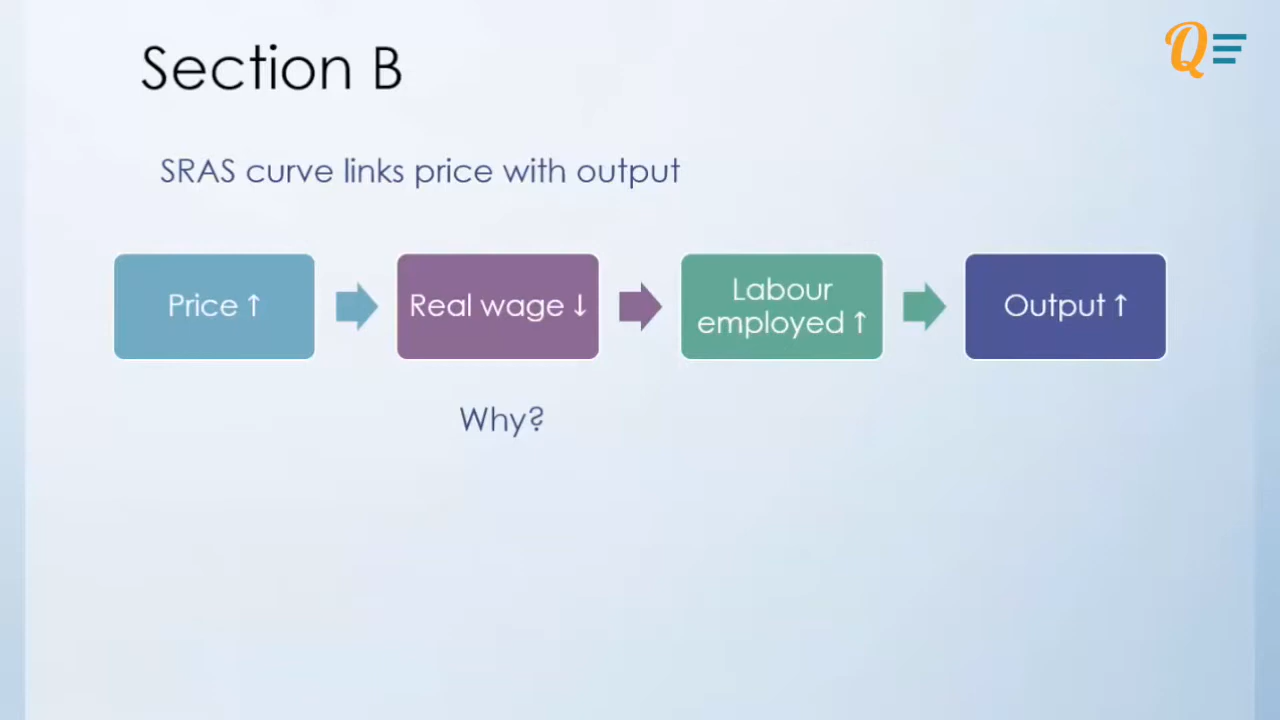 Section B
SRAS curve links price with output
Price ↑
Real wage ↓
Labour
employed ↑
Output ↑
Why?